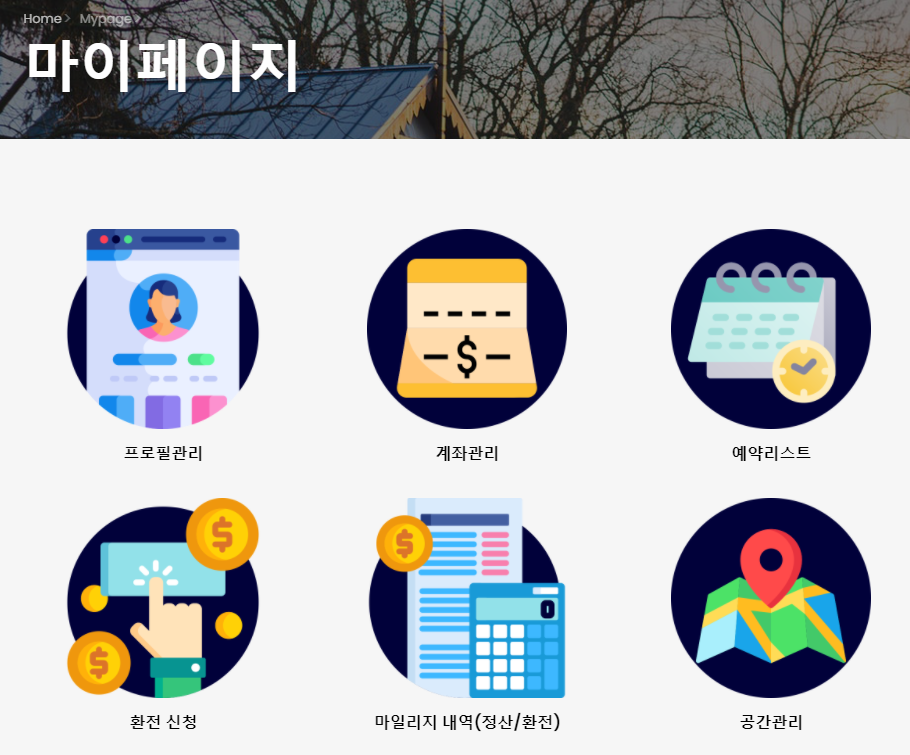 Home > Mypage
마이페이지
프로필관리
계좌관리
예약리스트
환전 신청
마일리지 내역(정산/환전)
공간관리